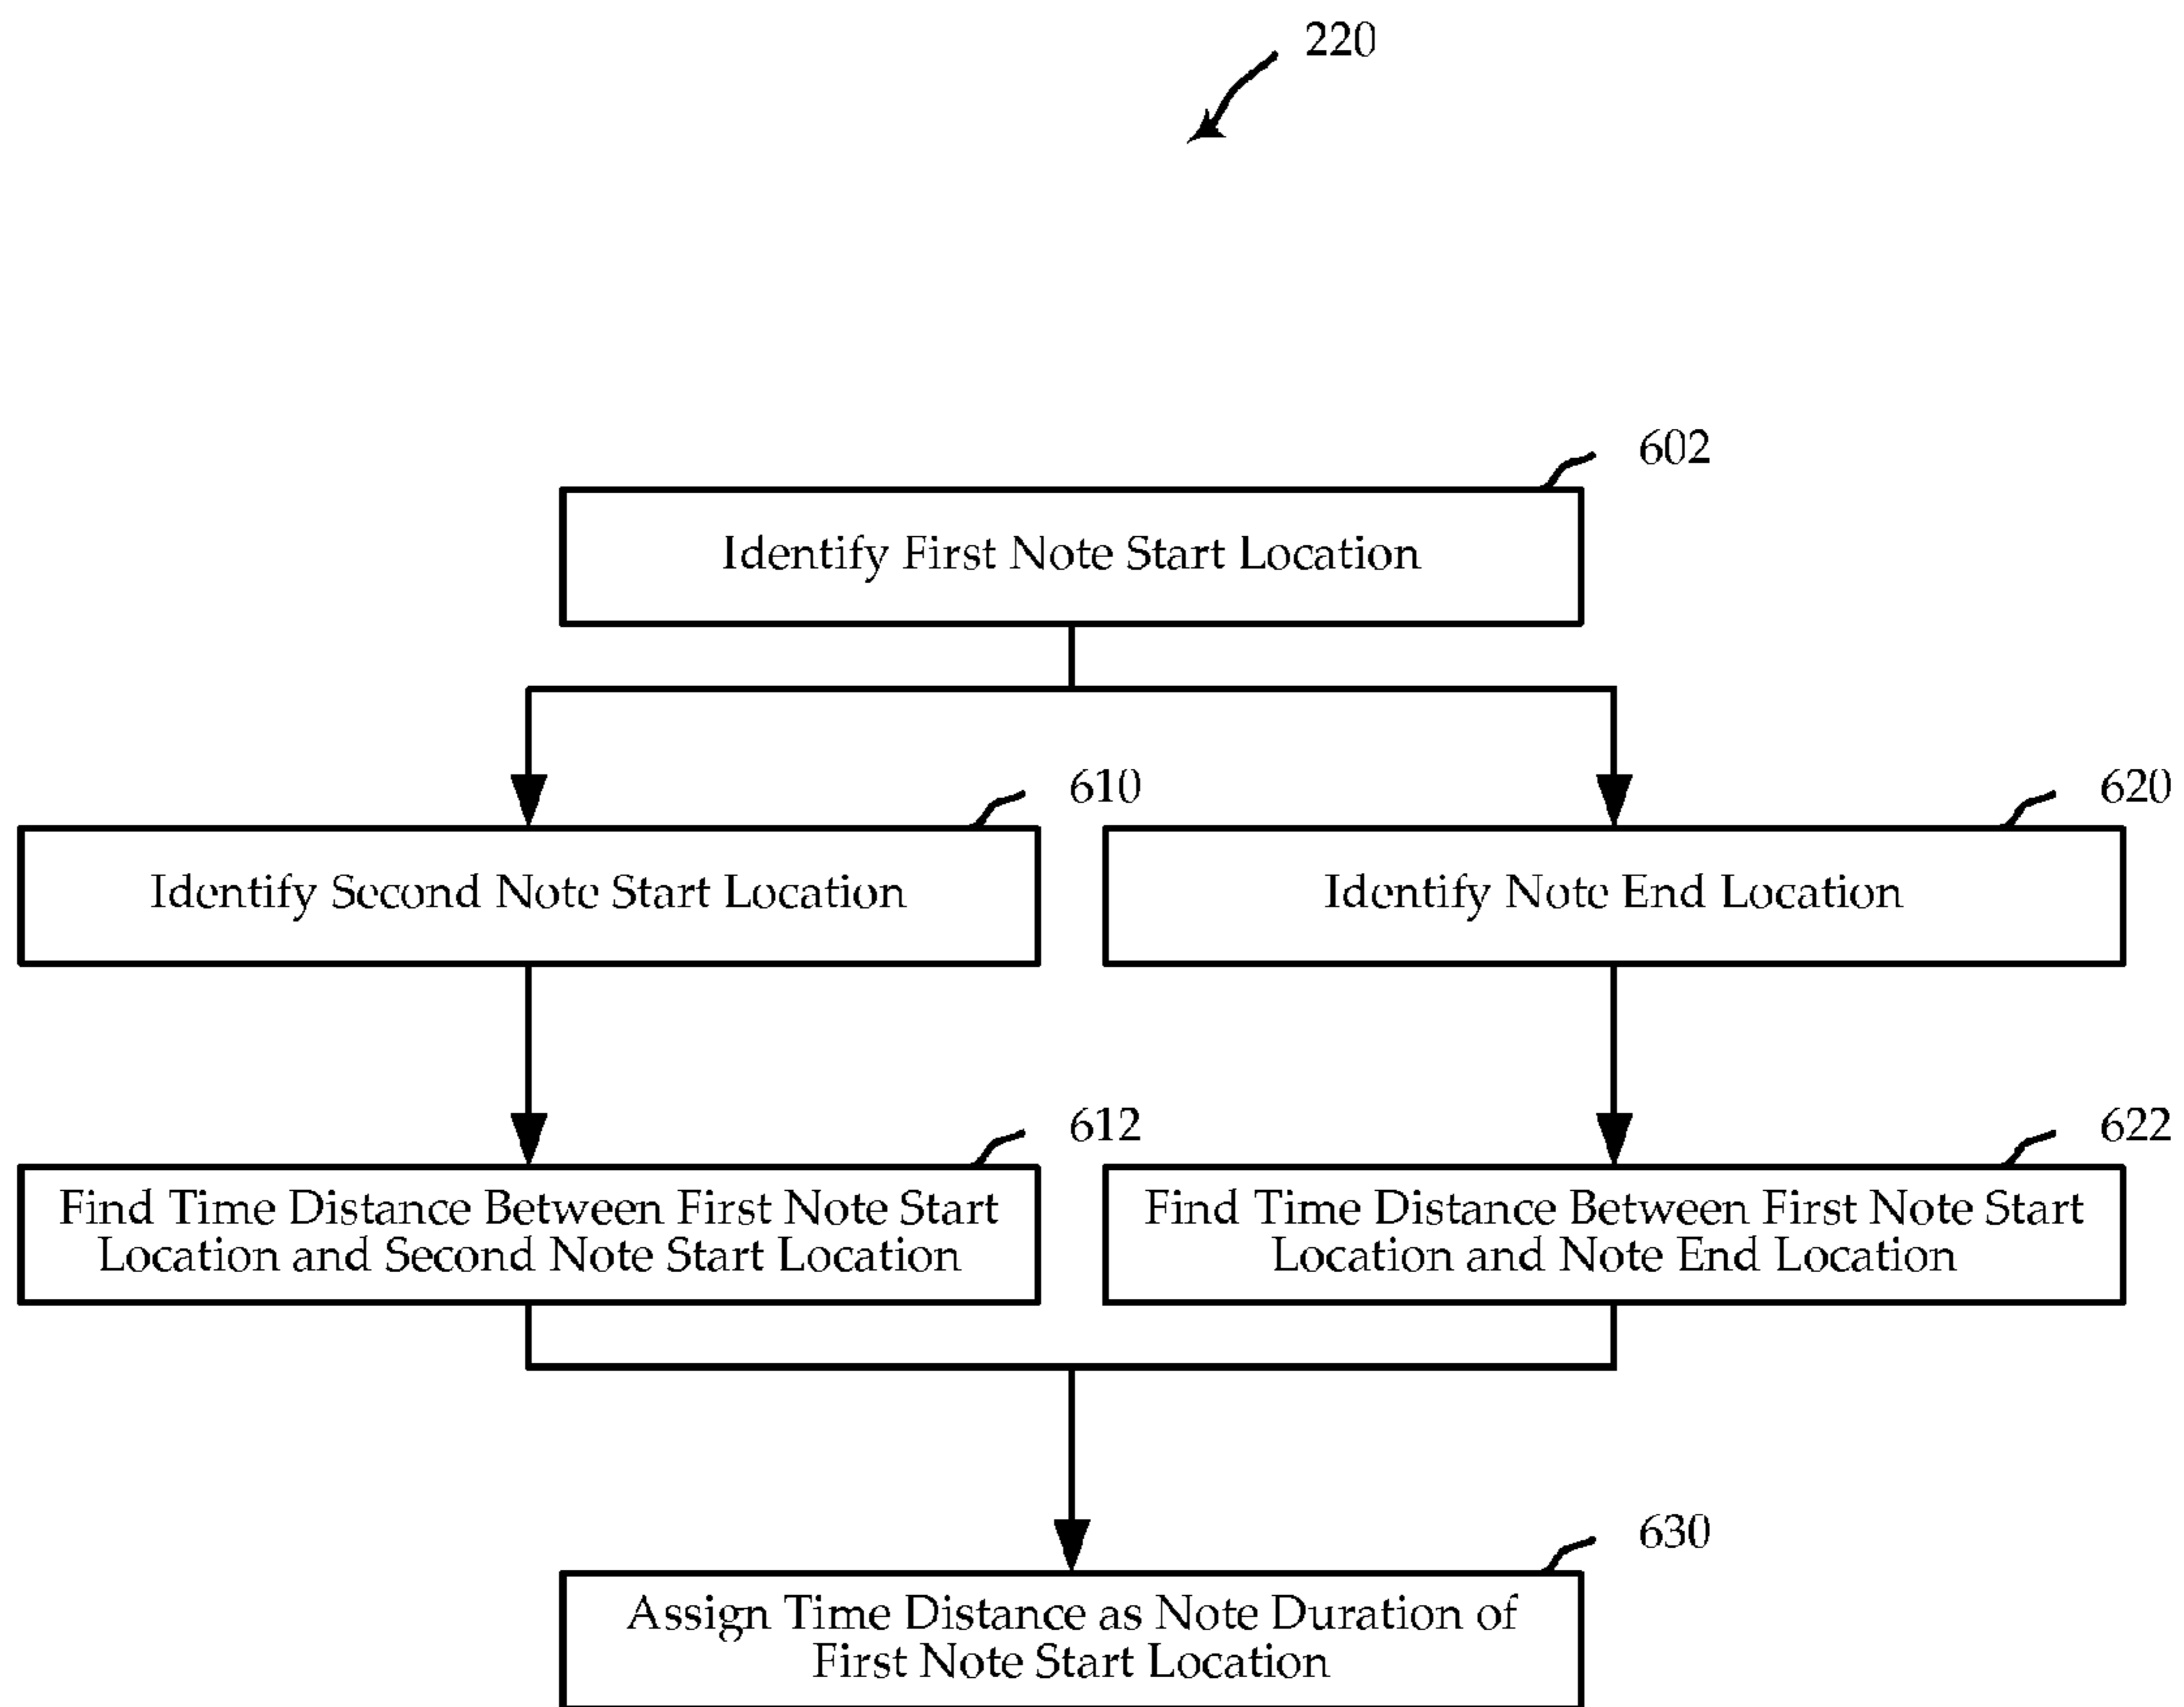 220
602
Identify First Note Start Location
610
620
Identify Second Note Start Location
Identify Note End Location
612
622
Find Time Distance Between First Note Start
Location and Second Note Start Location
Find Time Distance Between First Note Start
Location and Note End Location
630
Assign Time Distance as Note Duration of
First Note Start Location